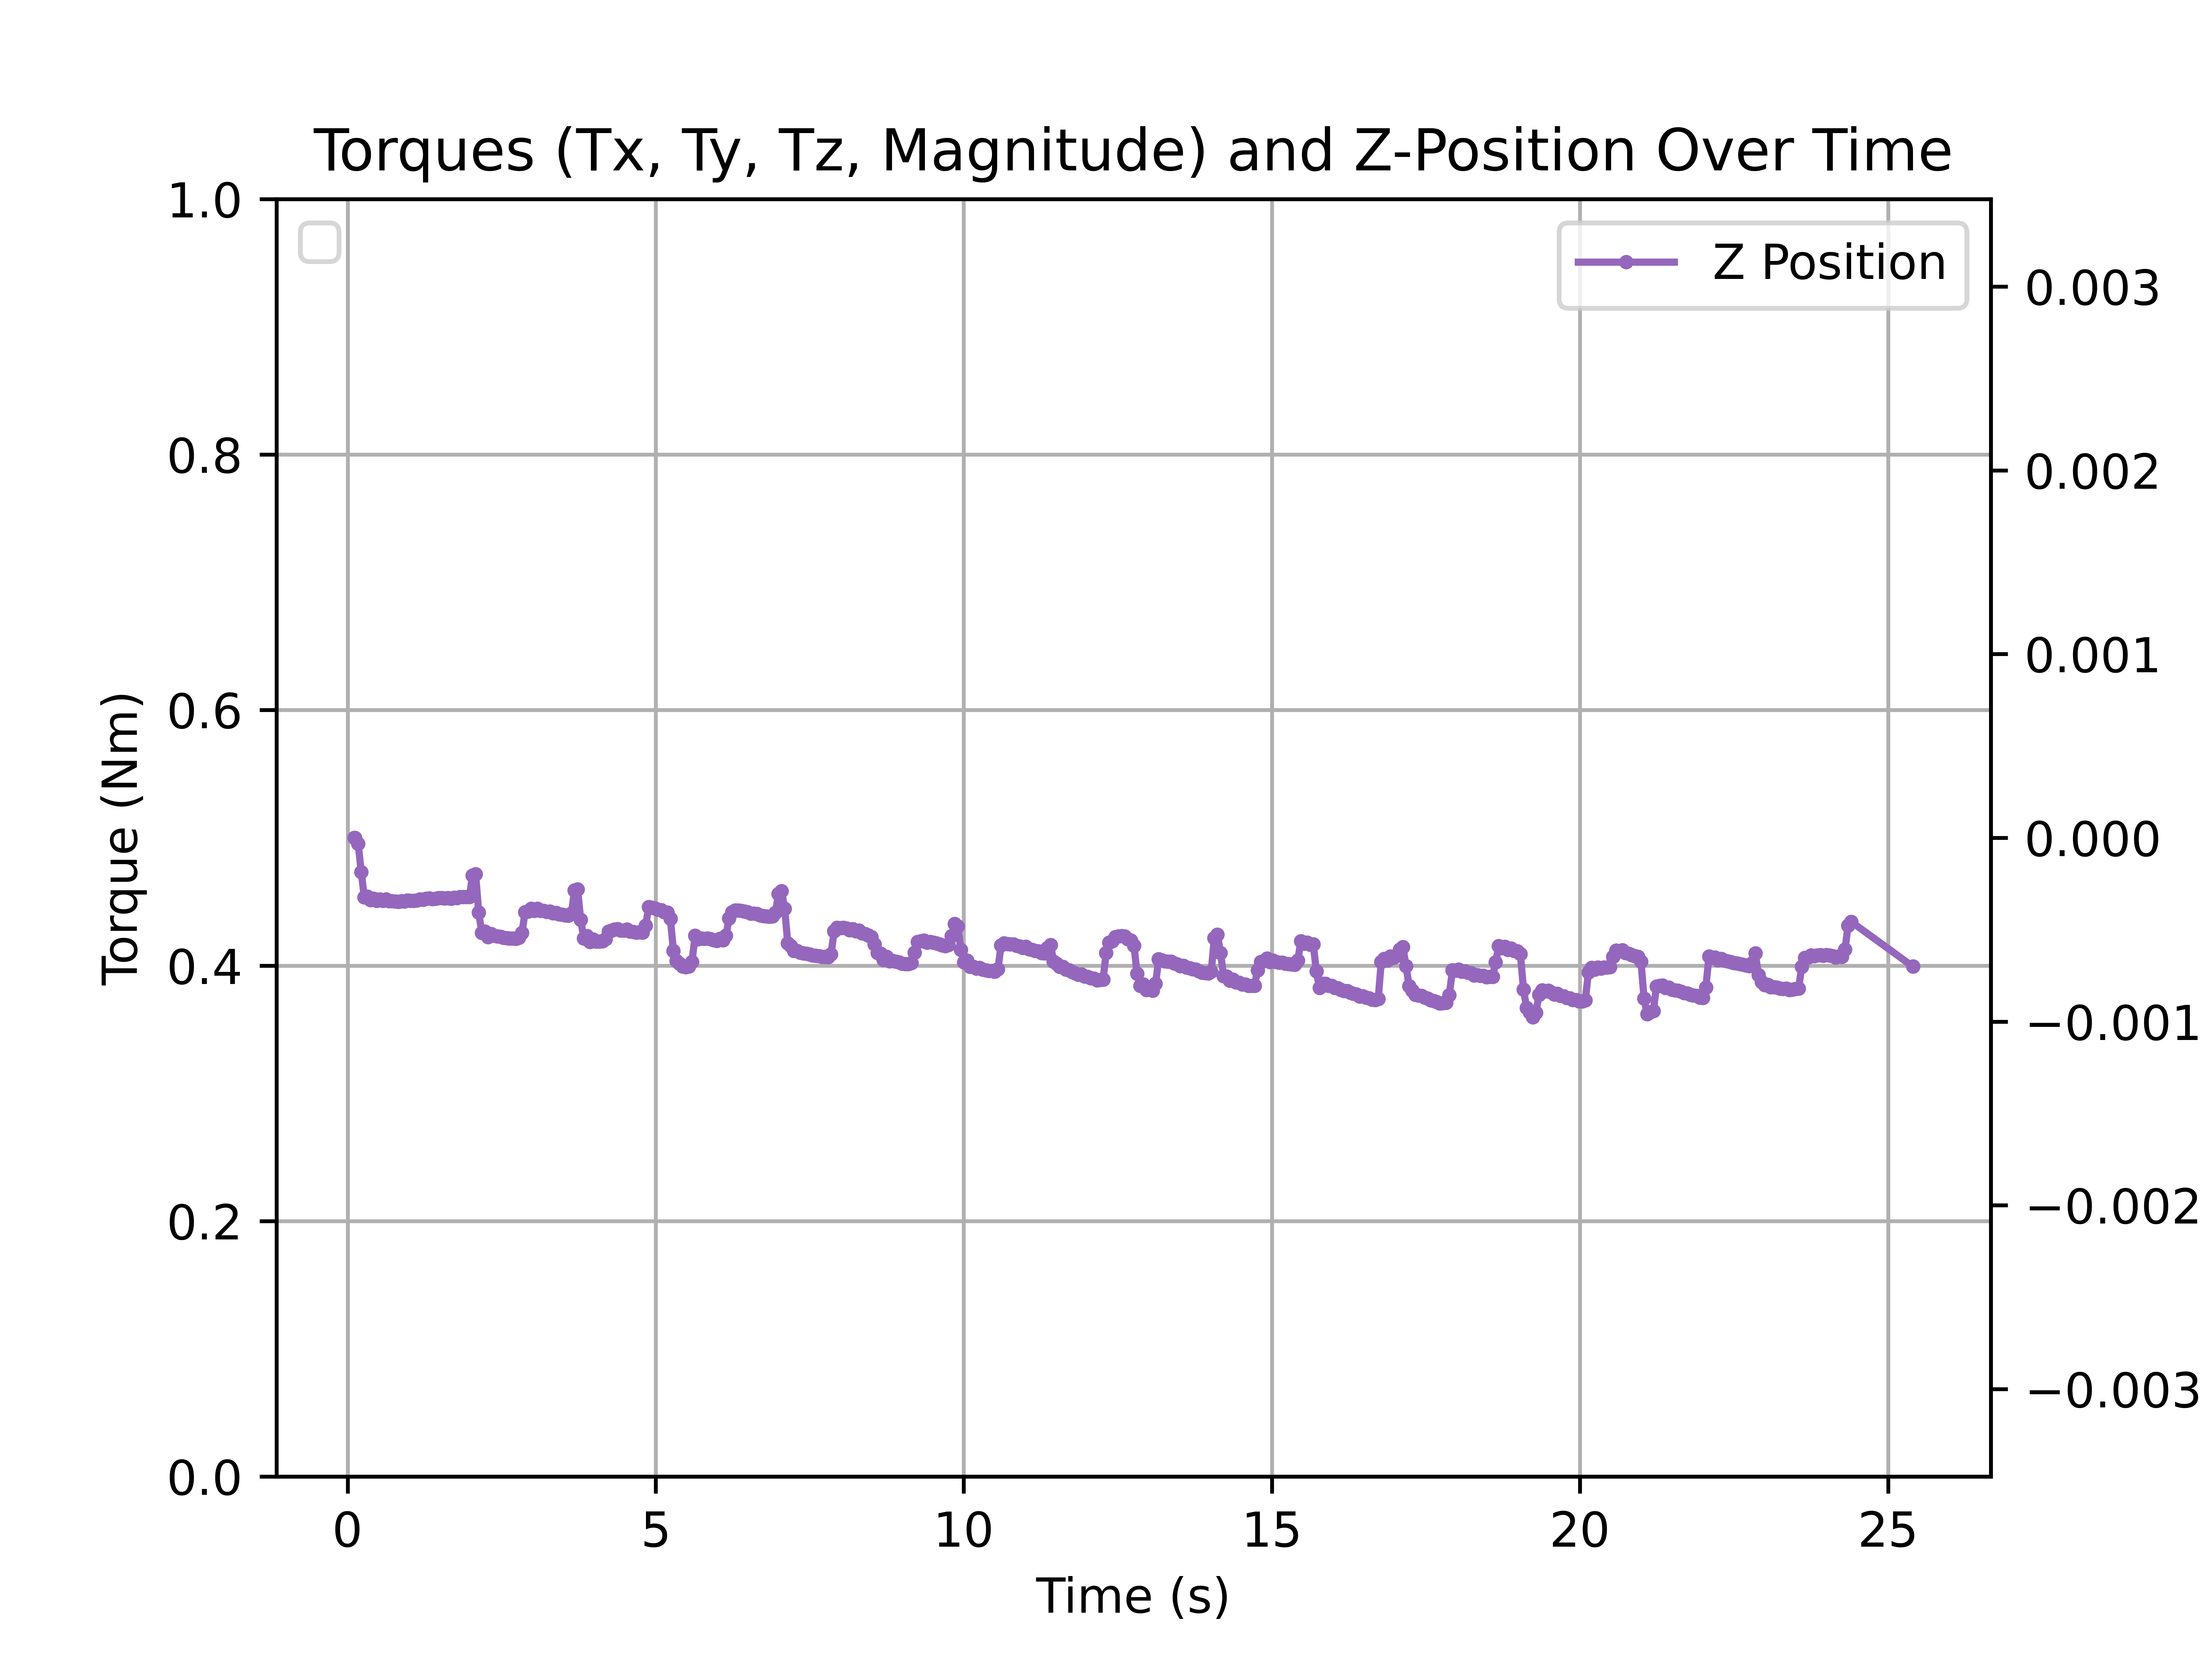 Torques (Tx, Ty, Tz, Magnitude) and Z-Position Over Time
Z Position
1.0
0.8
0.6
0.4
0.2
0.0
Torque (Nm)
0.003
0.002
0.001
0.000
−0.001
−0.002
−0.003
0 5 10 15 20 25
Time (s)